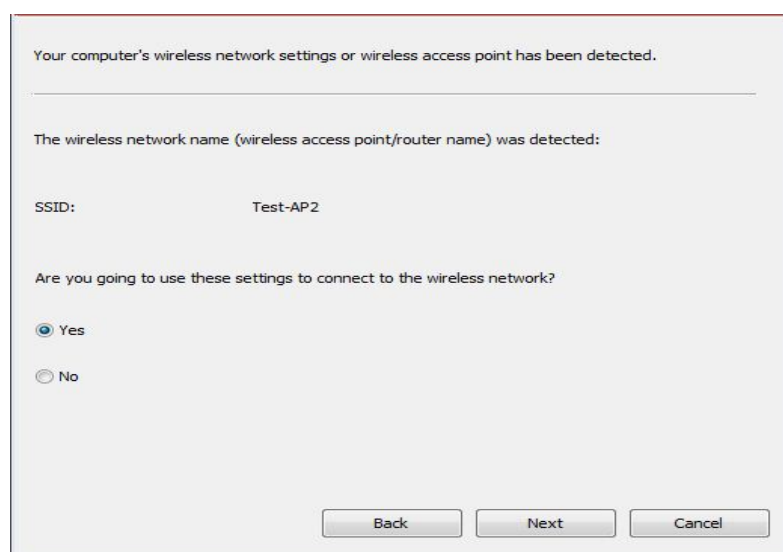 Your computer's wireless network settings or wireless access point has been detected.
The wireless network name (wireless access point/router name) was detected:
SSID: Test-AP2
Are you going to use these settings to connect to the wireless network?
Yes
No
Back Next Cancel